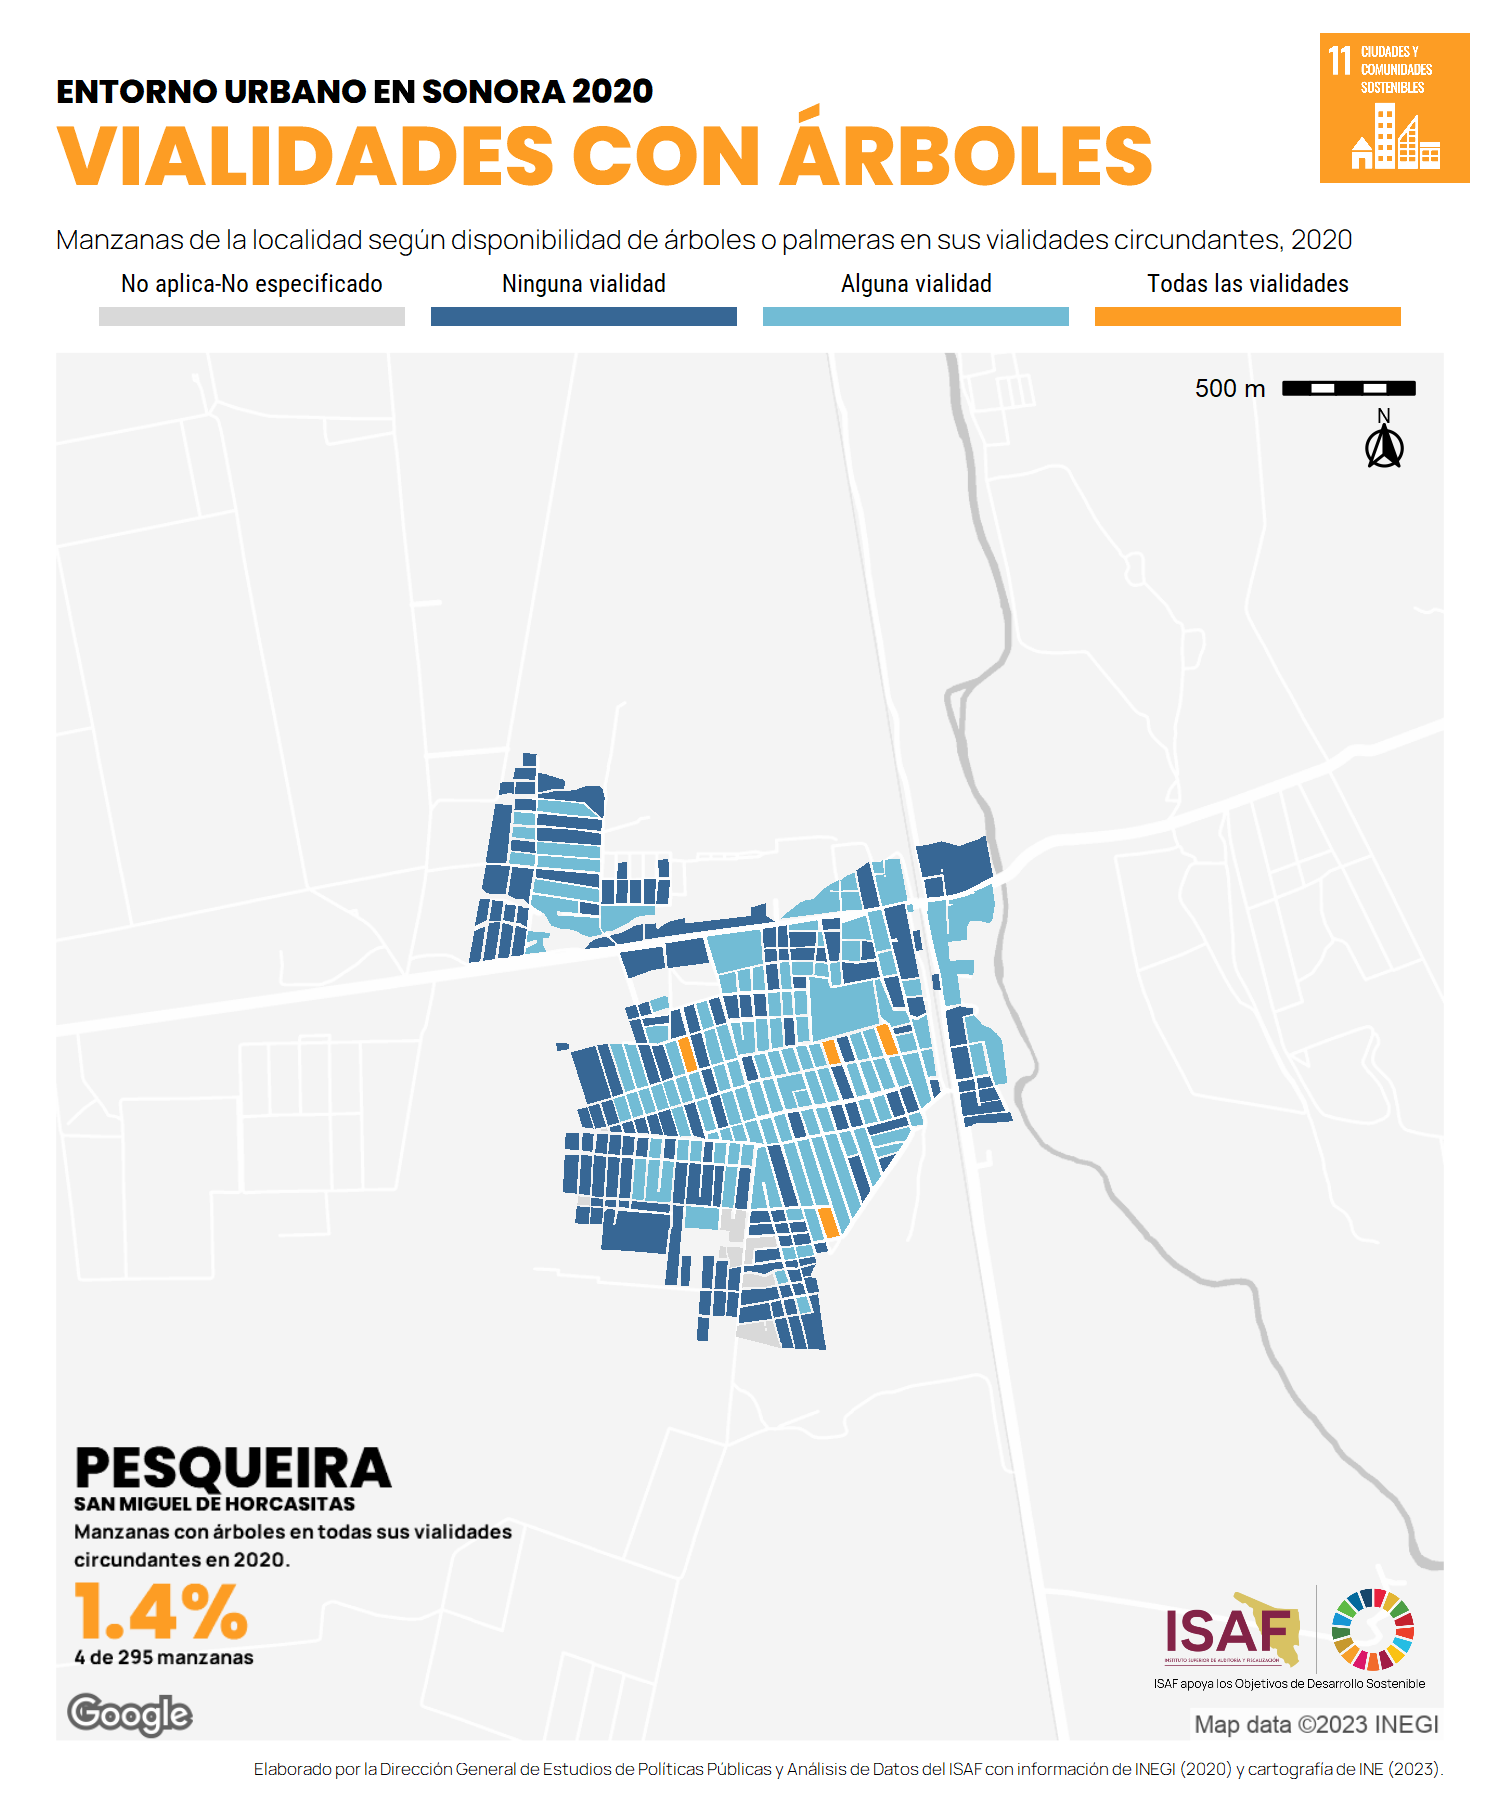 ENTORNO URBANO EN SONORA 2020
VIALIDADES CON ÁRBOLES
11 CIUDADES Y
COMUNIDADES
SOSTENIBLES
Manzanas de la localidad según disponibilidad de árboles o palmeras en sus vialidades circundantes, 2020
No aplica-No especificado
Ninguna vialidad
Alguna vialidad
Todas las vialidades
500 m
N
PESQUEIRA
SAN MIGUEL DE HORCASITAS
Manzanas con árboles en todas sus vialidades
circundantes en 2020.
1.4%
4 de 295 manzanas
Google
ISAF
INSTITUTO SUPERIOR DE AUDITORÍA Y FISCALIZACIÓN
ISAF apoya los Objetivos de Desarrollo Sostenible
Map data ©2023 INEGI
Elaborado por la Dirección General de Estudios de Políticas Públicas y Análisis de Datos del ISAF con información de INEGI (2020) y cartografía de INE (2023).